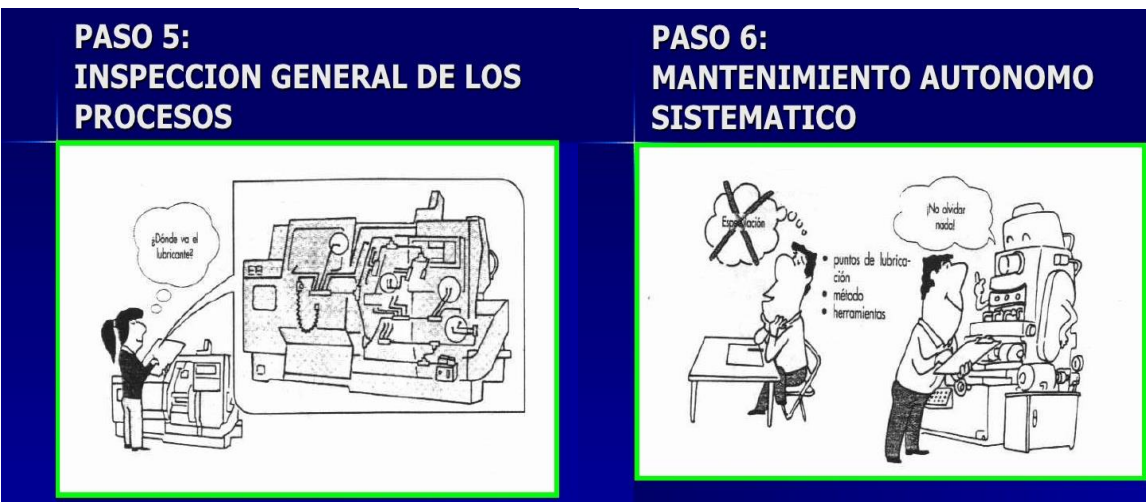 PASO 5:
INSPECCION GENERAL DE LOS
PROCESOS
¿Dónde va el
lubricante?
PASO 6:
MANTENIMIENTO AUTONOMO
SISTEMATICO
¡No olvidar
nada!
• puntos de lubrica-
ción
• método
• herramientas